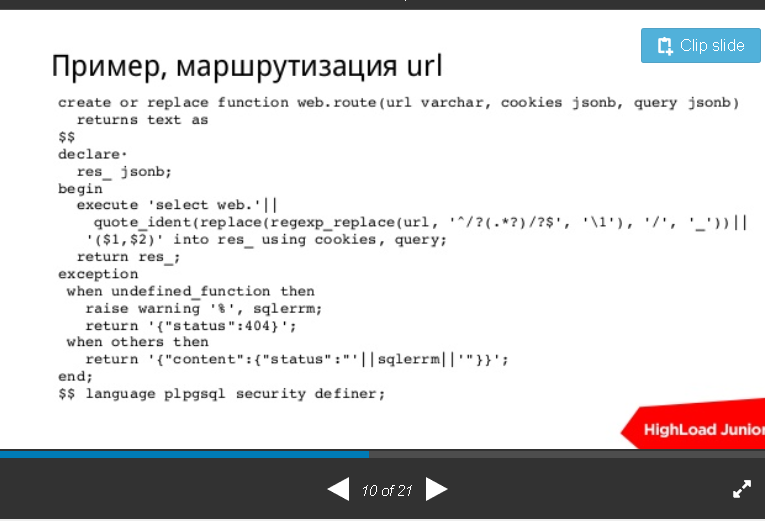 Clip slide
Пример, маршрутизация url
create or replace function web.route(url varchar, cookies jsonb, query jsonb)
returns text as
$$
declare
res_ jsonb;
begin
execute 'select web.'||
quote_ident(replace(regexp_replace(url, '^/?(.*?)/?$', '\1'), '/', '_'))||
'($1,$2)' into res_ using cookies, query;
return res_;
exception
when undefined_function then
raise warning '%', sqlerrm;
return '{"status":404}';
when others then
return '{"content":{"status":"'||sqlerrm||'"}}';
end;
$$ language plpgsql security definer;
HighLoad Junior
10 of 21